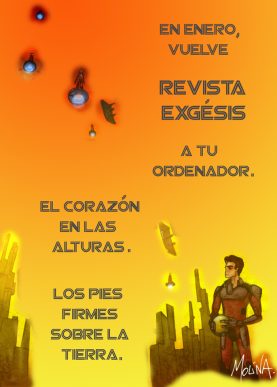 EN ENERO,
VUELVE
REVISTA
EXGÉSIS
A TU
ORDENADOR.
EL CORAZÓN
EN LAS
ALTURAS.
LOS PIES
FIRMES
SOBRE LA
TIERRA.
MOLINA.